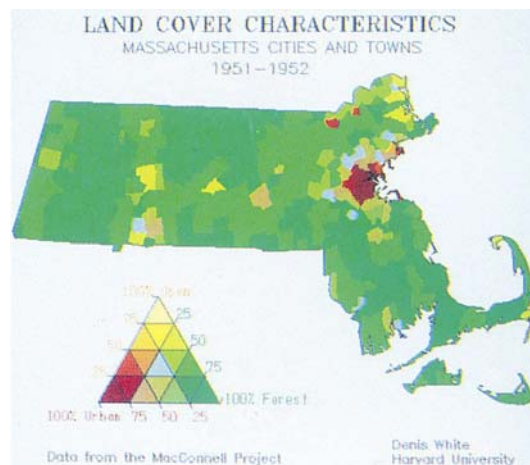 LAND COVER CHARACTERISTICS
MASSACHUSETTS CITIES AND TOWNS
1951-1952
100% Open
75 25
50 50
25 75
100% Forest
100% Urban 75 50 25
Data from the MacConnell Project
Denis White
Harvard University